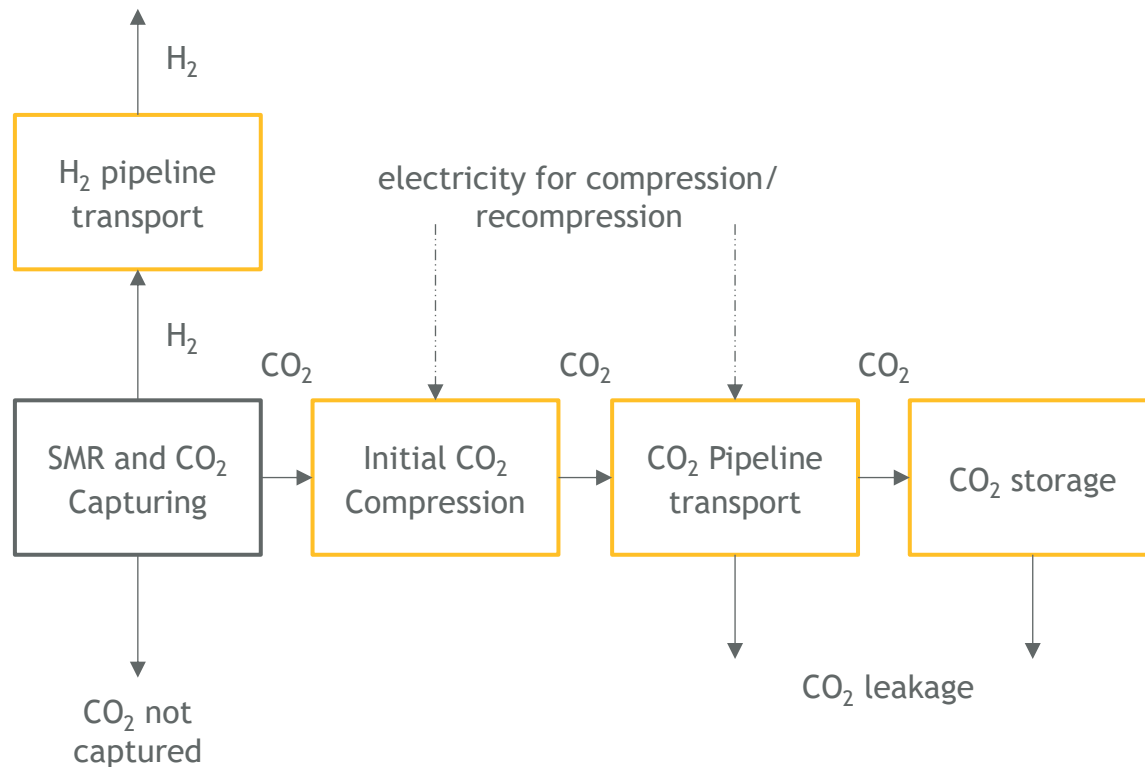 H₂
H₂ pipeline
transport
electricity for compression/
recompression
H₂
CO₂
CO₂
CO₂
SMR and CO₂
Capturing
Initial CO₂
Compression
CO₂ Pipeline
transport
CO₂ storage
CO₂ not
captured
CO₂ leakage